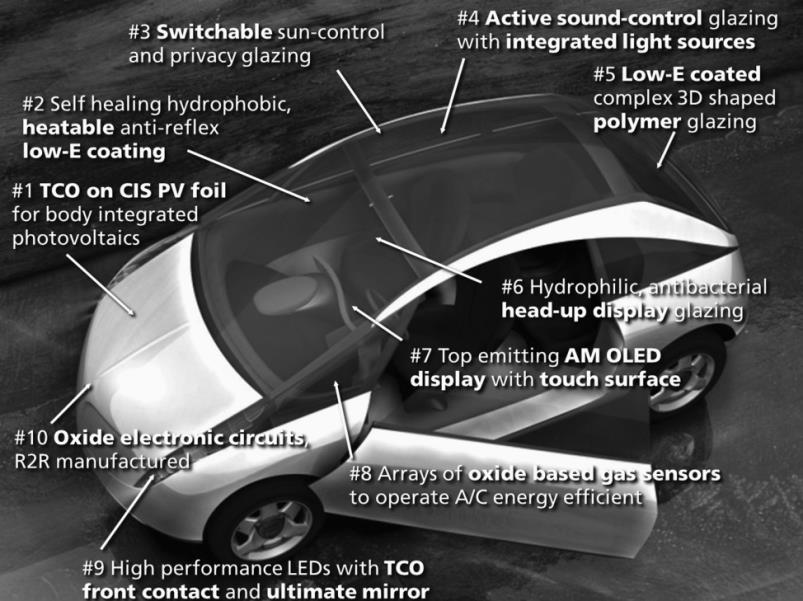 #3 Switchable sun-control
and privacy glazing
#4 Active sound-control glazing
with integrated light sources
#5 Low-E coated
complex 3D shaped
polymer glazing
#2 Self healing hydrophobic,
heatable anti-reflex
low-E coating
#1 TCO on CIS PV foil
for body integrated
photovoltaics
#6 Hydrophilic, antibacterial
head-up display glazing
#7 Top emitting AM OLED
display with touch surface
#10 Oxide electronic circuits,
R2R manufactured
#8 Arrays of oxide based gas sensors
to operate A/C energy efficient
#9 High performance LEDs with TCO
front contact and ultimate mirror